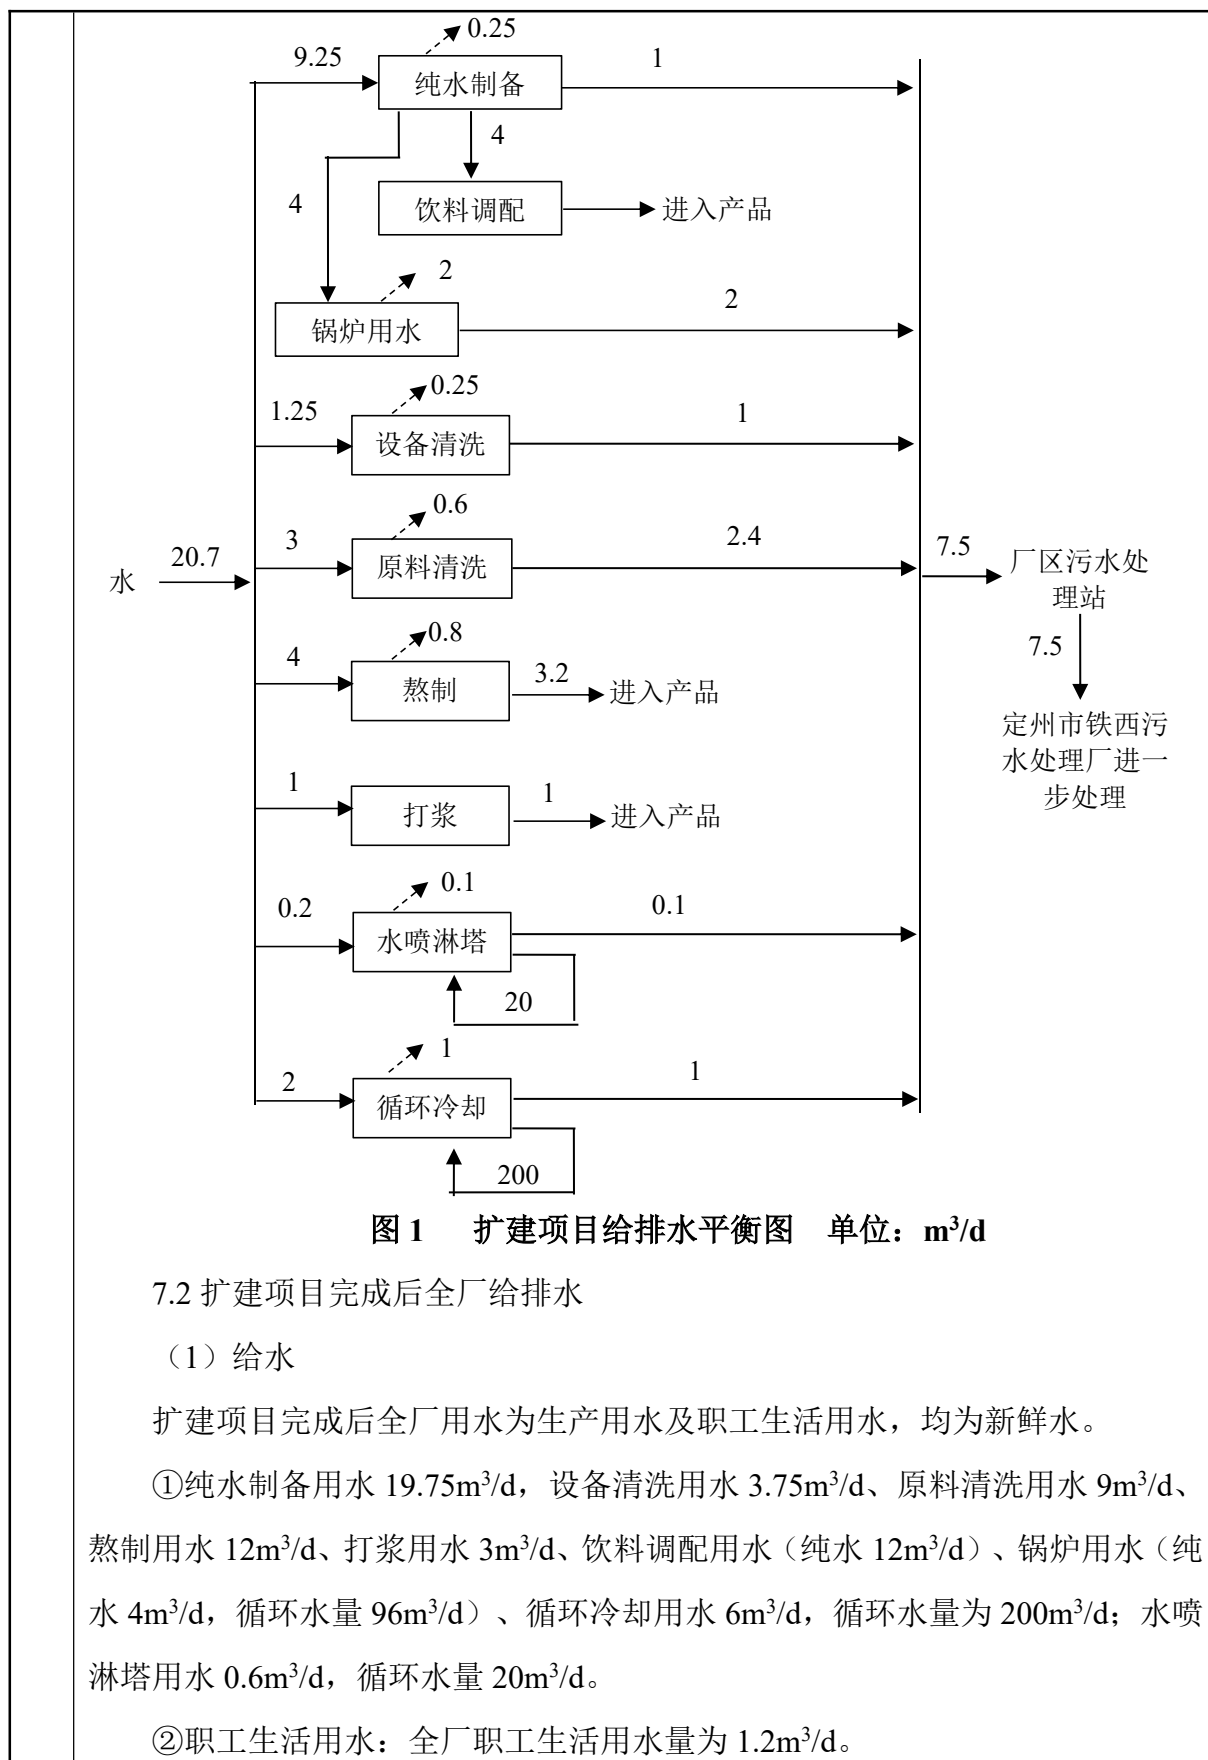 0.25
9.25
纯水制备
1
4
4
饮料调配
进入产品
2
锅炉用水
2
0.25
1.25
设备清洗
1
0.6
3
原料清洗
2.4
水
20.7
7.5
厂区污水处
理站
7.5
0.8
4
熬制
3.2
进入产品
定州市铁西污
水处理厂进一
步处理
1
打浆
1
进入产品
0.1
0.2
水喷淋塔
0.1
20
1
2
循环冷却
1
200
图 1 扩建项目给排水平衡图 单位：m³/d
7.2 扩建项目完成后全厂给排水
（1）给水
扩建项目完成后全厂用水为生产用水及职工生活用水，均为新鲜水。
①纯水制备用水 19.75m³/d，设备清洗用水 3.75m³/d、原料清洗用水 9m³/d、
熬制用水 12m³/d、打浆用水 3m³/d、饮料调配用水（纯水 12m³/d）、锅炉用水（纯
水 4m³/d，循环水量 96m³/d）、循环冷却用水 6m³/d，循环水量为 200m³/d；水喷
淋塔用水 0.6m³/d，循环水量 20m³/d。
②职工生活用水：全厂职工生活用水量为 1.2m³/d。